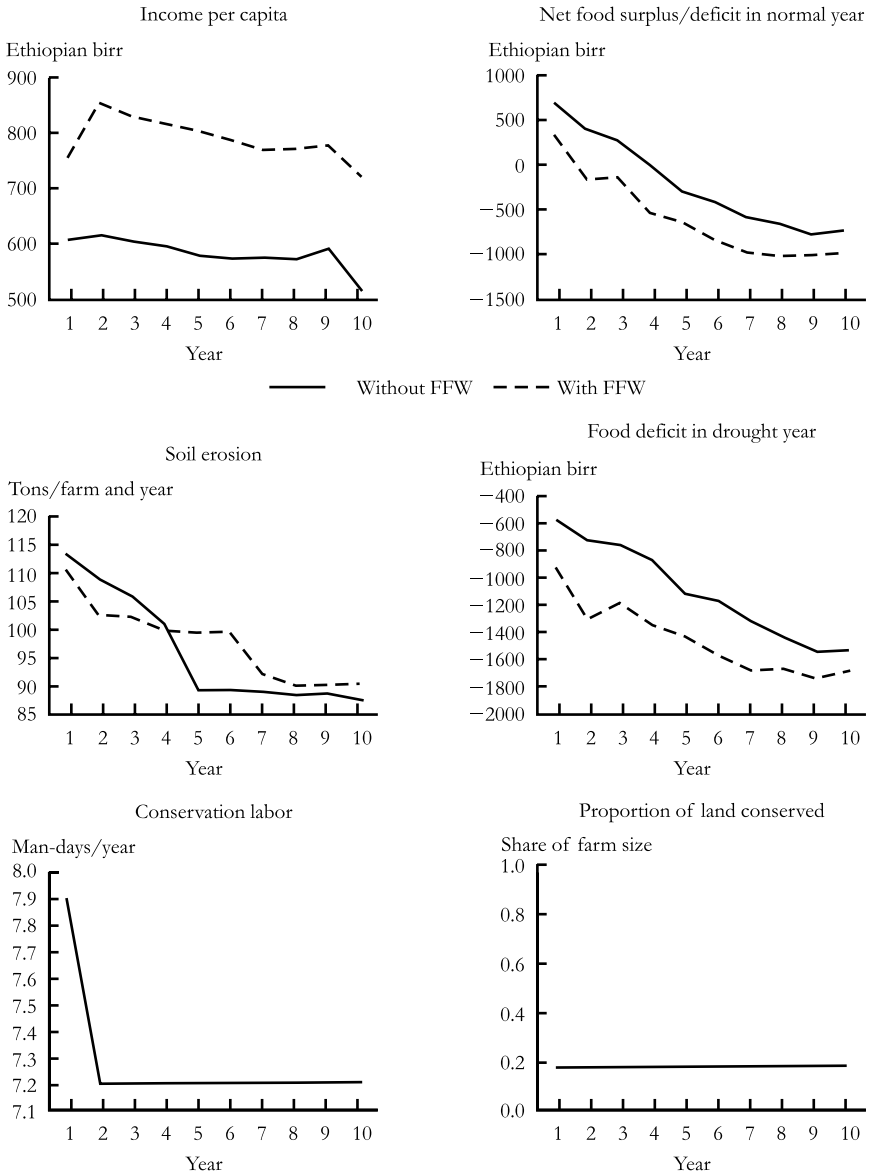 Income per capita
Ethiopian birr
900
800
700
600
500
1 2 3 4 5 6 7 8 9 10
Year
Net food surplus/deficit in normal year
Ethiopian birr
1000
500
0
−500
−1000
−1500
1 2 3 4 5 6 7 8 9 10
Year
Without FFW
With FFW
Soil erosion
Tons/farm and year
120
115
110
105
100
95
90
85
1 2 3 4 5 6 7 8 9 10
Year
Food deficit in drought year
Ethiopian birr
−400
−600
−800
−1000
−1200
−1400
−1600
−1800
−2000
1 2 3 4 5 6 7 8 9 10
Year
Conservation labor
Man-days/year
8.0
7.9
7.8
7.7
7.6
7.5
7.4
7.3
7.2
7.1
1 2 3 4 5 6 7 8 9 10
Year
Proportion of land conserved
Share of farm size
1.0
0.8
0.6
0.4
0.2
0.0
1 2 3 4 5 6 7 8 9 10
Year